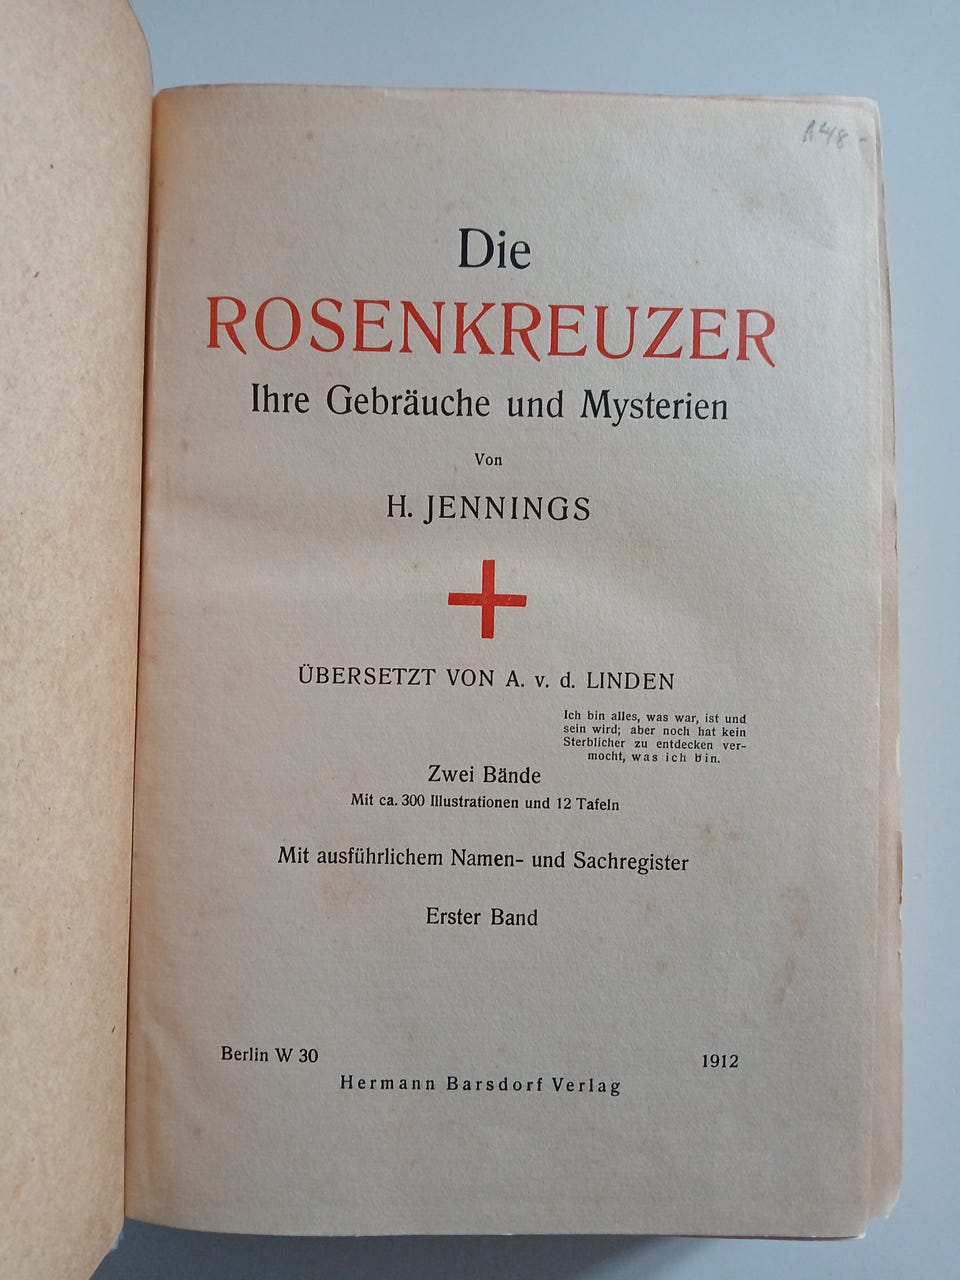 Die
ROSENKREUZER
Ihre Gebräuche und Mysterien
Von
H. JENNINGS
ÜBERSETZT VON A. v. d. LINDEN
Ich bin alles, was war, ist und
sein wird; aber noch hat kein
Sterblicher zu entdecken ver-
mocht, was ich bin.
Zwei Bände
Mit ca. 300 Illustrationen und 12 Tafeln
Mit ausführlichem Namen- und Sachregister
Erster Band
Berlin W 30 1912
Hermann Barsdorf Verlag